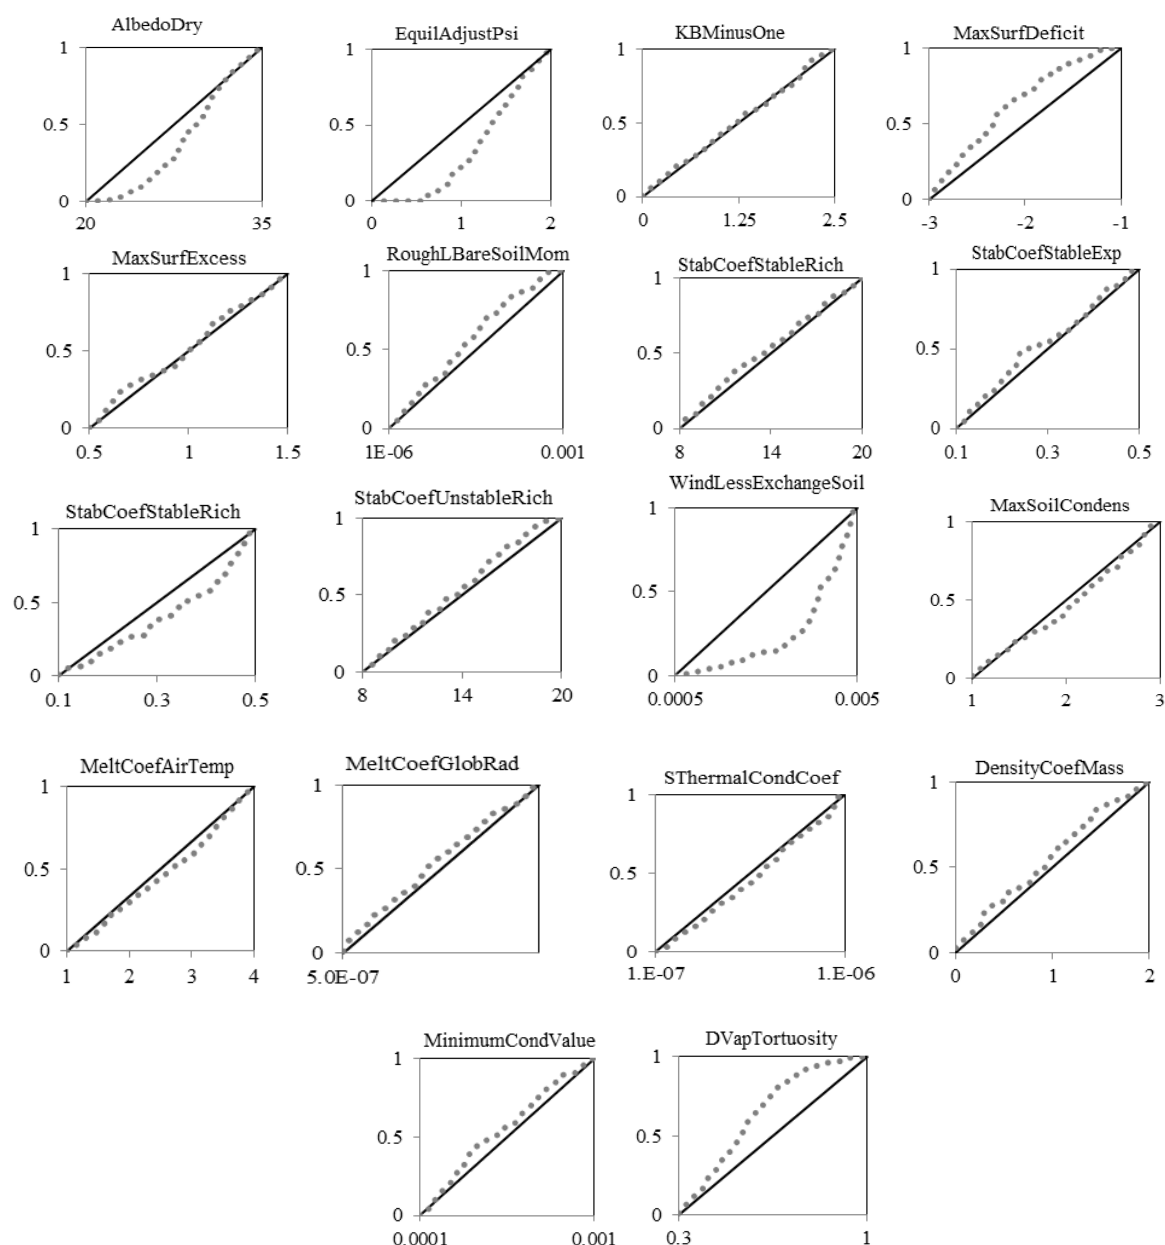 AlbedoDry
1
0.5
0
20 35
EquilAdjustPsi
1
0.5
0
0 1 2
KBMinusOne
1
0.5
0
0 1.25 2.5
MaxSurfDeficit
1
0.5
0
-3 -2 -1
MaxSurfExcess
1
0.5
0
0.5 1 1.5
RoughLBareSoilMom
1
0.5
0
1E-06 0.001
StabCoefStableRich
1
0.5
0
8 14 20
StabCoefStableExp
1
0.5
0
0.1 0.3 0.5
StabCoefStableRich
1
0.5
0
0.1 0.3 0.5
StabCoefUnstableRich
1
0.5
0
8 14 20
WindLessExchangeSoil
1
0.5
0
0.0005 0.005
MaxSoilCondens
1
0.5
0
1 2 3
MeltCoefAirTemp
1
0.5
0
1 2 3 4
MeltCoefGlobRad
1
0.5
0
5.0E-07
SThermalCondCoef
1
0.5
0
1.E-07 1.E-06
DensityCoefMass
1
0.5
0
0 1 2
MinimumCondValue
1
0.5
0
0.0001 0.001
DVapTortuosity
1
0.5
0
0.3 1